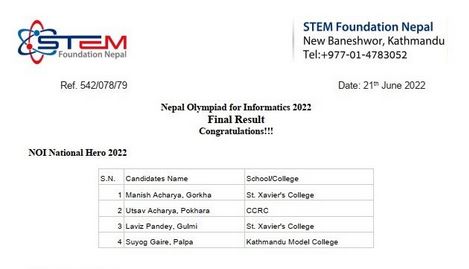 STEM
Foundation Nepal
STEM Foundation Nepal
New Baneshwor, Kathmandu
Tel:+977-01-4783052
Ref. 542/078/79 Date: 21st June 2022
Nepal Olympiad for Informatics 2022
Final Result
Congratulations!!!
NOI National Hero 2022
S.N. Candidates Name School/College
1 Manish Acharya, Gorkha St. Xavier's College
2 Utsav Acharya, Pokhara CCRC
3 Laviz Pandey, Gulmi St. Xavier's College
4 Suyog Gaire, Palpa Kathmandu Model College